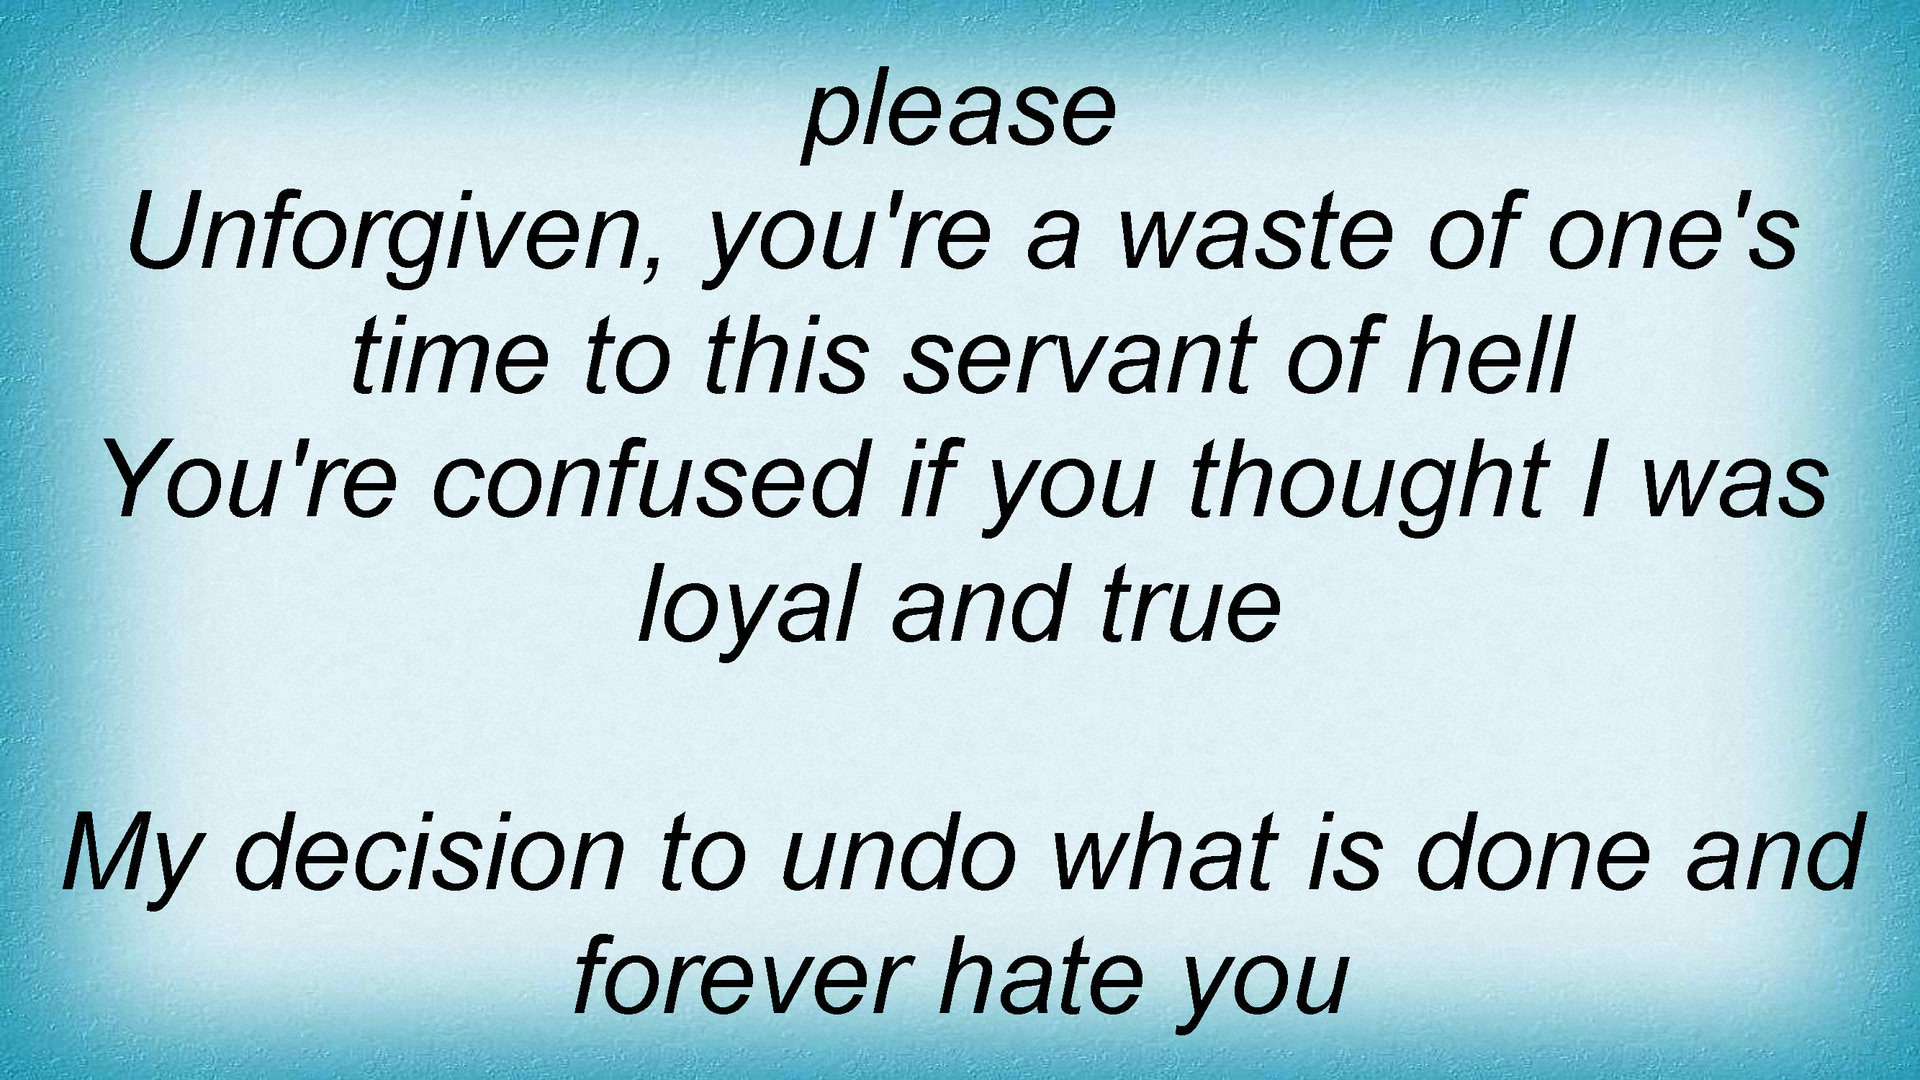 please
Unforgiven, you're a waste of one's
time to this servant of hell
You're confused if you thought I was
loyal and true
My decision to undo what is done and
forever hate you